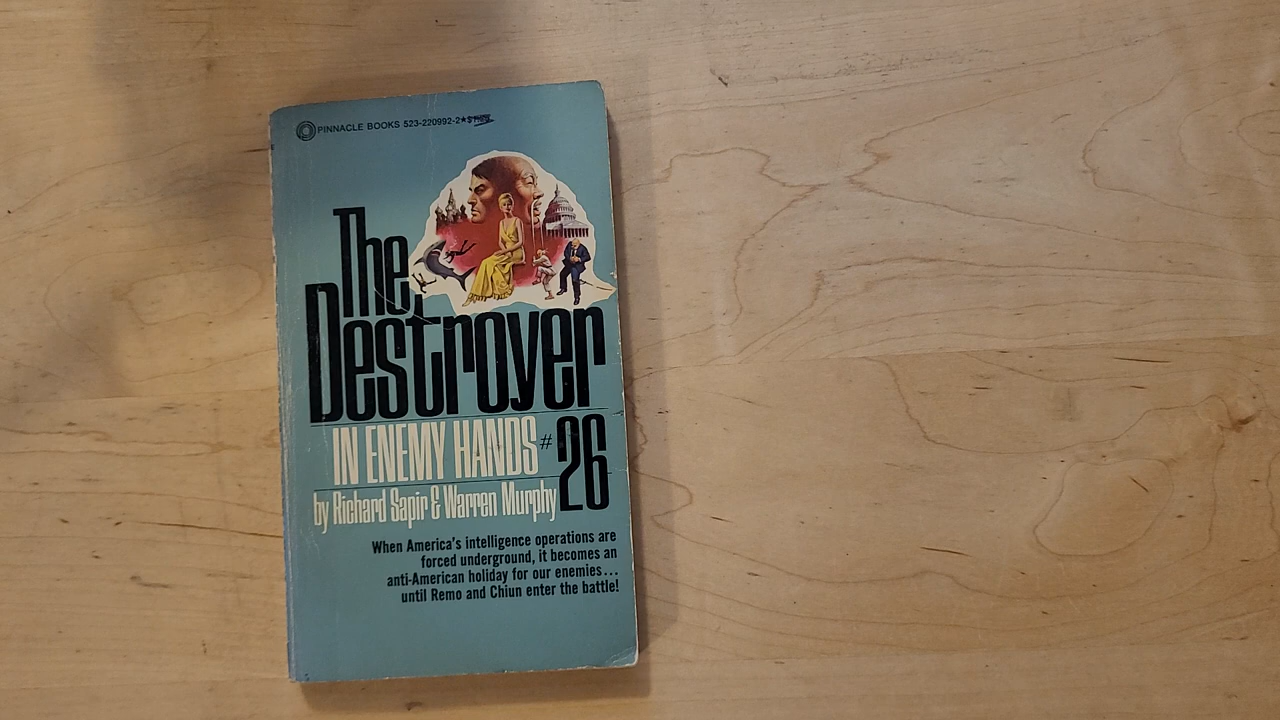 PINNACLE BOOKS 523-220992-2★
The
Destroyer
IN ENEMY HANDS #26
by Richard Sapir & Warren Murphy
When America's intelligence operations are
forced underground, it becomes an
anti-American holiday for our enemies...
until Remo and Chiun enter the battle!